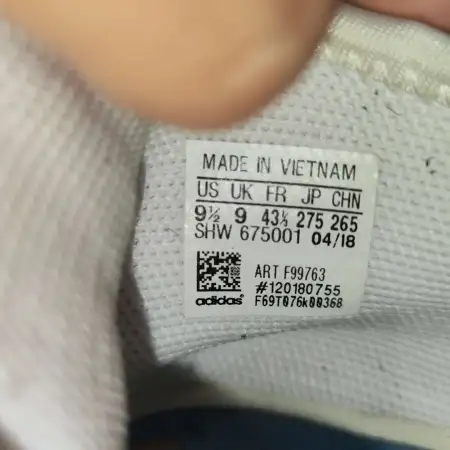 MADE IN VIETNAM
US UK FR JP CHN
9½ 9 43⅓ 275 265
SHW 675001 04/18
ART F99763
#120180755
adidas F69T076k00368